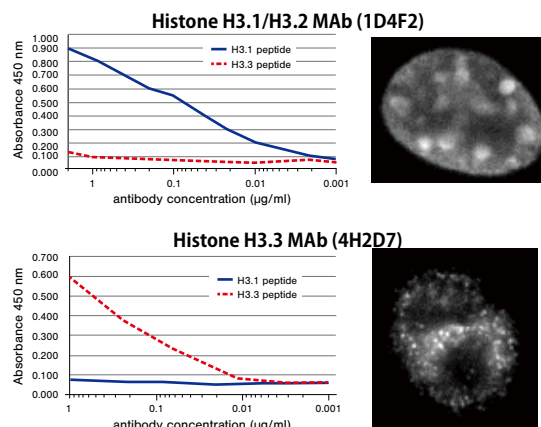 Histone H3.1/H3.2 MAb (1D4F2)
Absorbance 450 nm
1.000
0.900
0.800
0.700
0.600
0.500
0.400
0.300
0.200
0.100
0.000
H3.1 peptide
H3.3 peptide
1 0.1 0.01 0.001
antibody concentration (µg/ml)
Histone H3.3 MAb (4H2D7)
Absorbance 450 nm
0.700
0.600
0.500
0.400
0.300
0.200
0.100
0.000
H3.1 peptide
H3.3 peptide
1 0.1 0.01 0.001
antibody concentration (µg/ml)